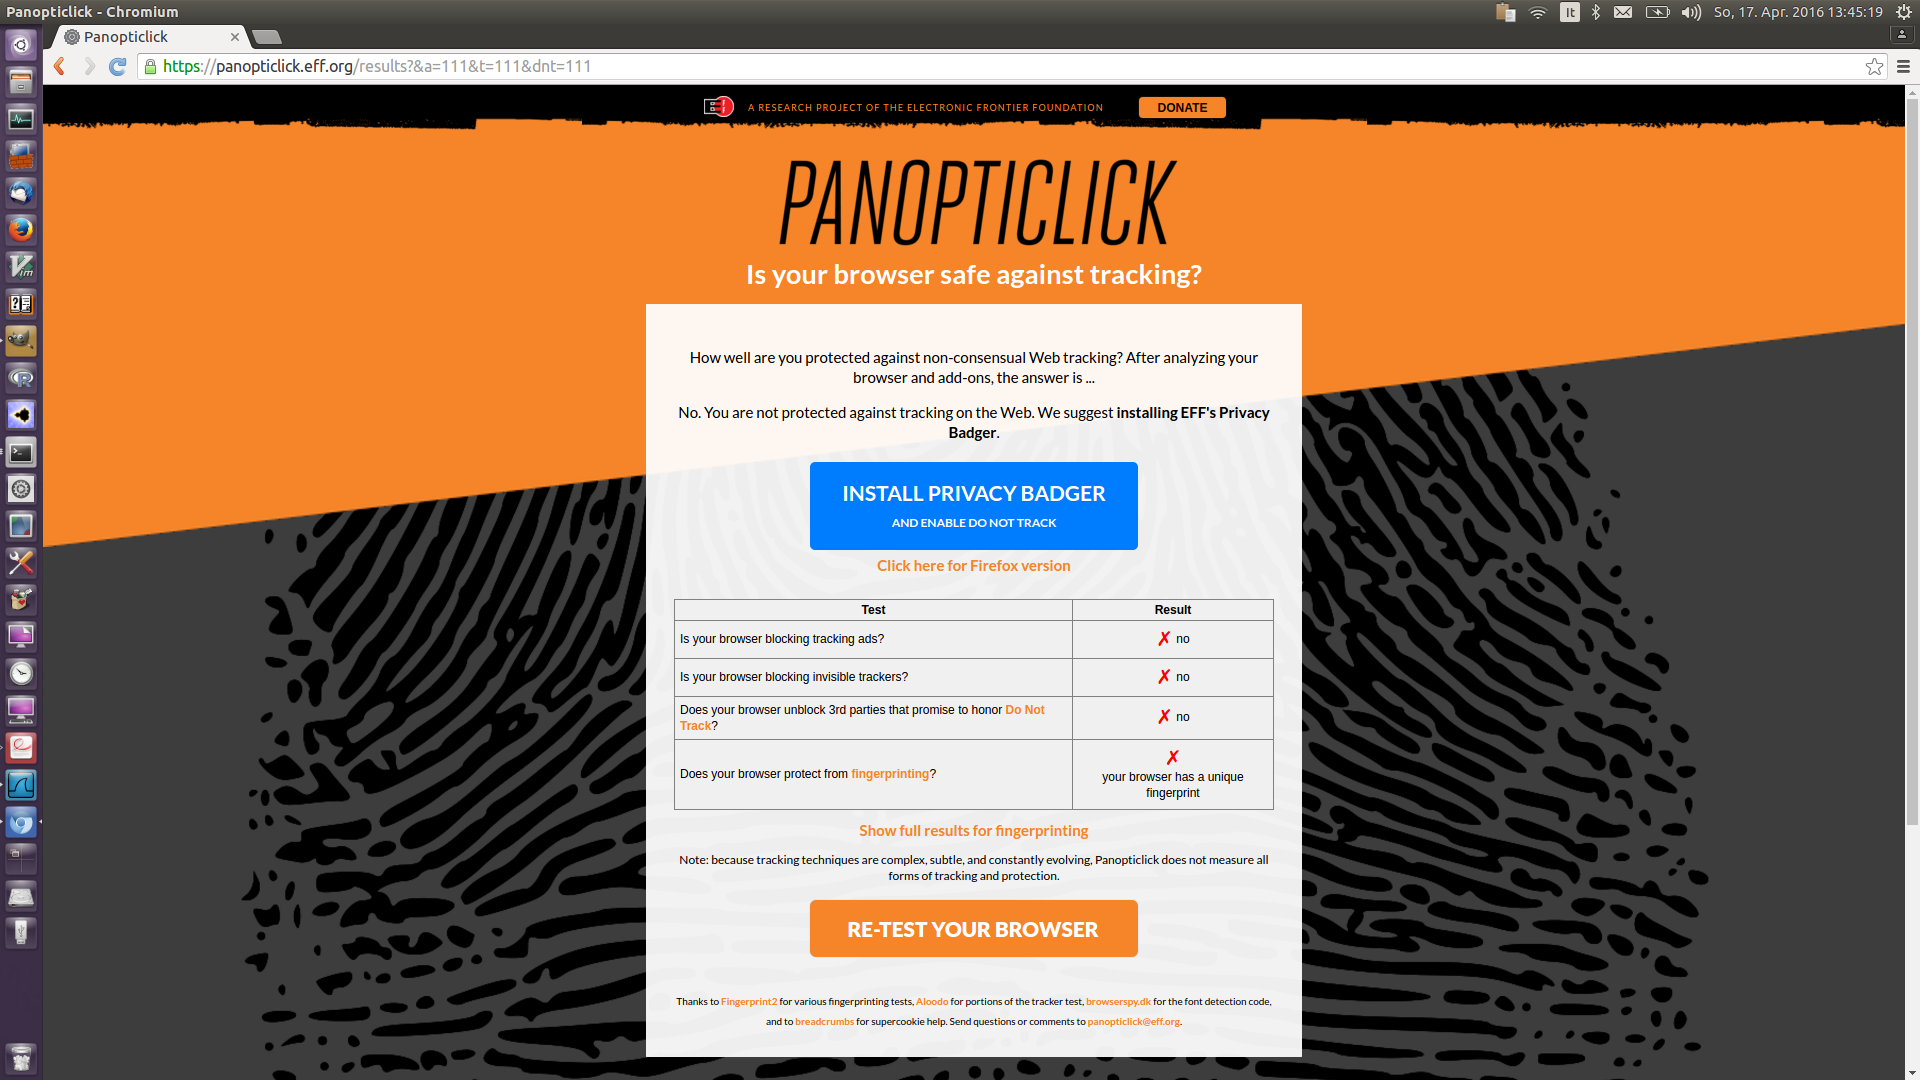 Panopticlick - Chromium
It
So, 17. Apr. 2016 13:45:19
Panopticlick
https://panopticlick.eff.org/results?&a=111&t=111&dnt=111
A RESEARCH PROJECT OF THE ELECTRONIC FRONTIER FOUNDATION
DONATE
PANOPTICLICK
Is your browser safe against tracking?
How well are you protected against non-consensual Web tracking? After analyzing your
browser and add-ons, the answer is ...
No. You are not protected against tracking on the Web. We suggest installing EFF's Privacy
Badger.
INSTALL PRIVACY BADGER
AND ENABLE DO NOT TRACK
Click here for Firefox version
Test Result
Is your browser blocking tracking ads? ✗ no
Is your browser blocking invisible trackers? ✗ no
Does your browser unblock 3rd parties that promise to honor Do Not
Track? ✗ no
Does your browser protect from fingerprinting? ✗
your browser has a unique
fingerprint
Show full results for fingerprinting
Note: because tracking techniques are complex, subtle, and constantly evolving, Panopticlick does not measure all
forms of tracking and protection.
RE-TEST YOUR BROWSER
Thanks to Fingerprint2 for various fingerprinting tests, Aloodo for portions of the tracker test, browserspy.dk for the font detection code,
and to breadcrumbs for supercookie help. Send questions or comments to panopticlick@eff.org.